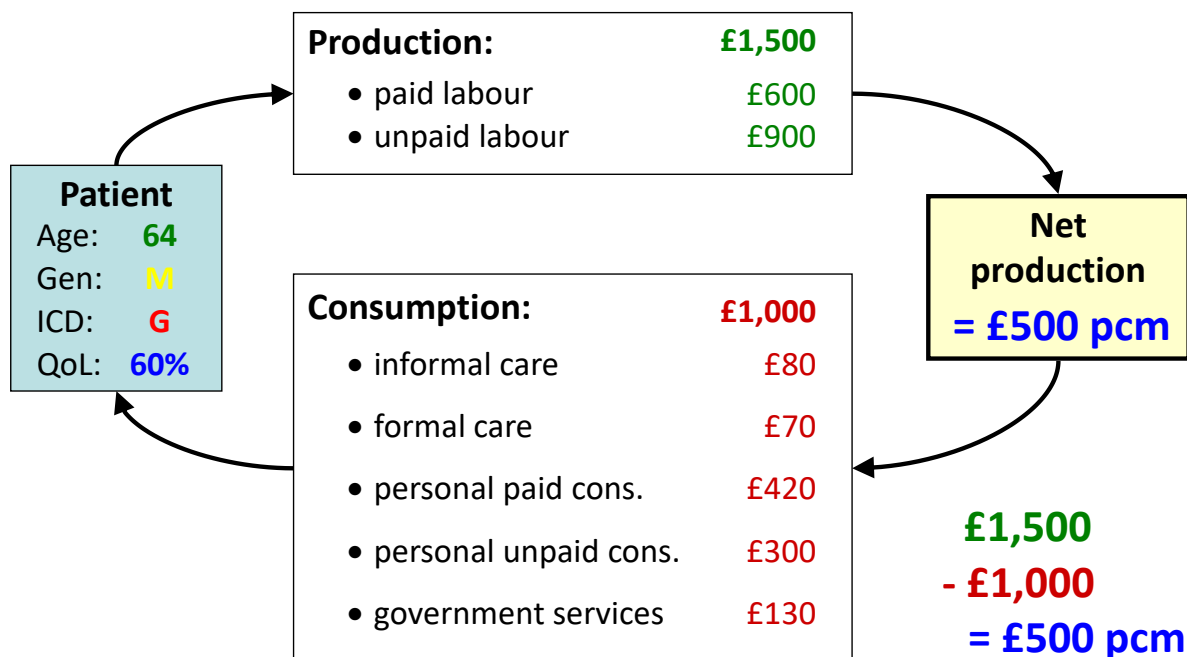 Production: £1,500
• paid labour £600
• unpaid labour £900
Patient
Age: 64
Gen: M
ICD: G
QoL: 60%
Net
production
= £500 pcm
Consumption: £1,000
• informal care £80
• formal care £70
• personal paid cons. £420
• personal unpaid cons. £300
• government services £130
£1,500
- £1,000
= £500 pcm